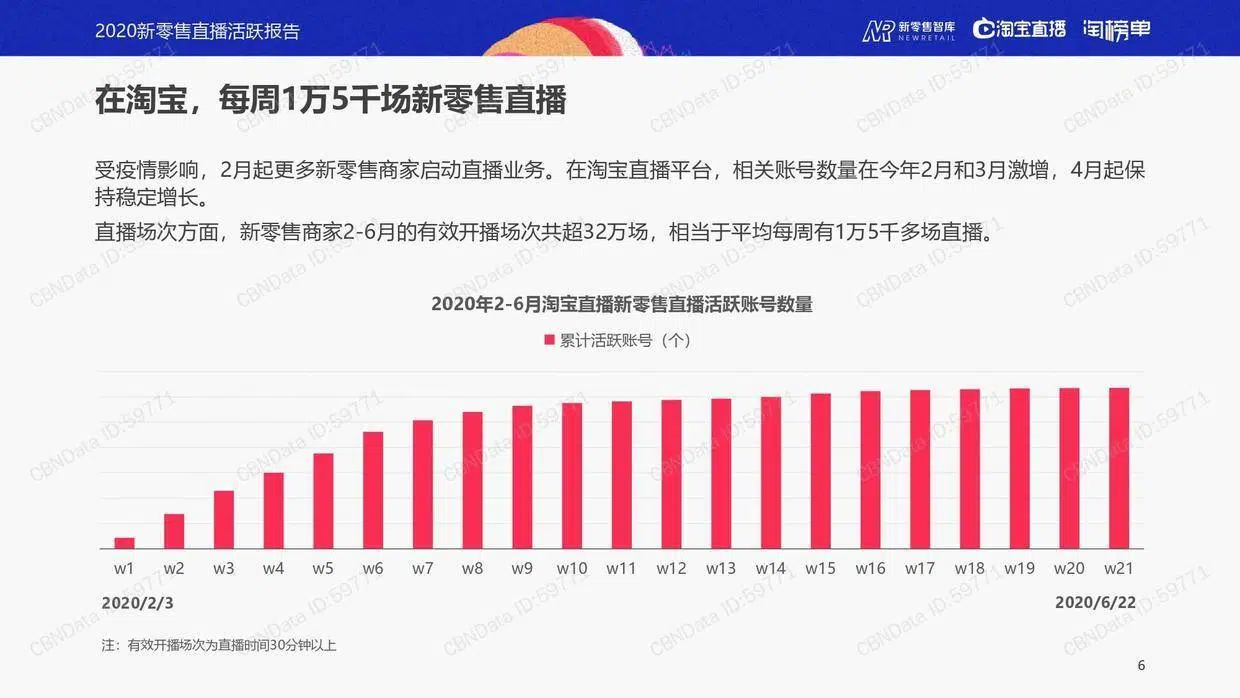 2020新零售直播活跃报告
新零售智库
NEWRETAIL
淘宝直播
淘榜单
在淘宝，每周1万5千场新零售直播
受疫情影响，2月起更多新零售商家启动直播业务。在淘宝直播平台，相关账号数量在今年2月和3月激增，4月起保
持稳定增长。
直播场次方面，新零售商家2-6月的有效开播场次共超32万场，相当于平均每周有1万5千多场直播。
2020年2-6月淘宝直播新零售直播活跃账号数量
累计活跃账号（个）
w1 w2 w3 w4 w5 w6 w7 w8 w9 w10 w11 w12 w13 w14 w15 w16 w17 w18 w19 w20 w21
2020/2/3 2020/6/22
注：有效开播场次为直播时间30分钟以上
6
CBNData ID:59771